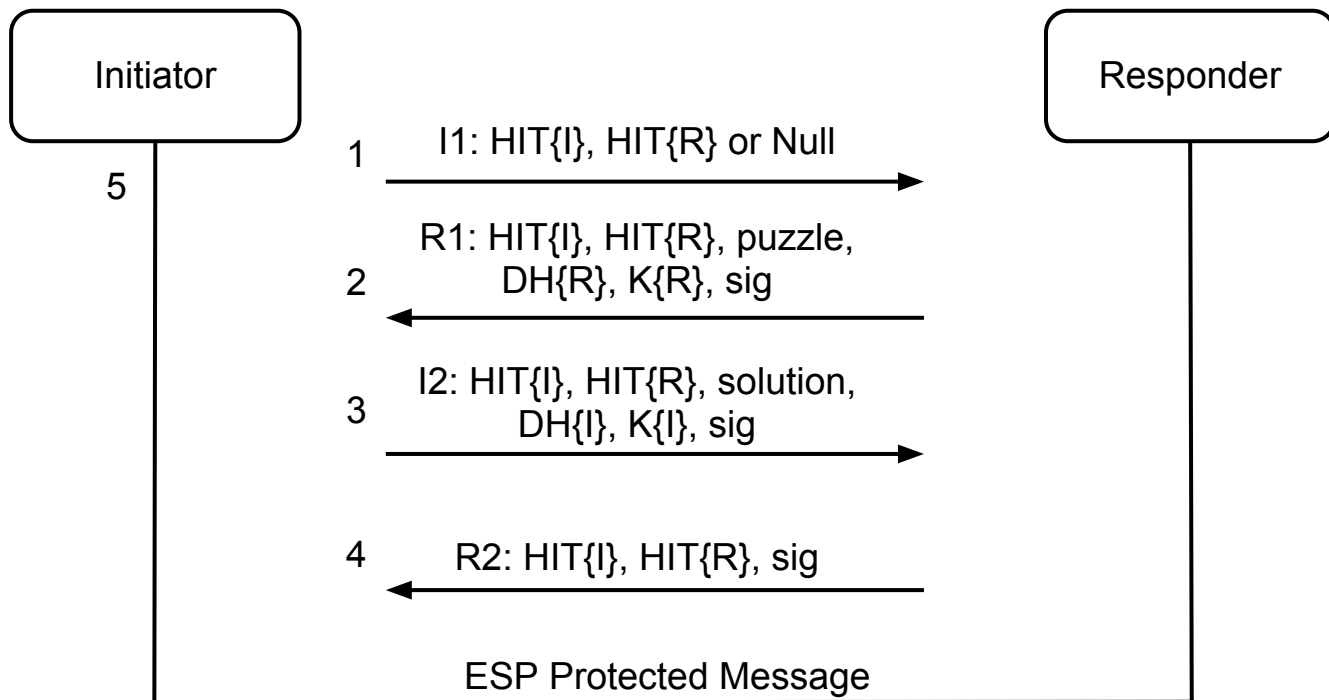 Initiator
Responder
1
I1: HIT{I}, HIT{R} or Null
5
R1: HIT{I}, HIT{R}, puzzle,
2
DH{R}, K{R}, sig
I2: HIT{I}, HIT{R}, solution,
3
DH{I}, K{I}, sig
4
R2: HIT{I}, HIT{R}, sig
ESP Protected Message